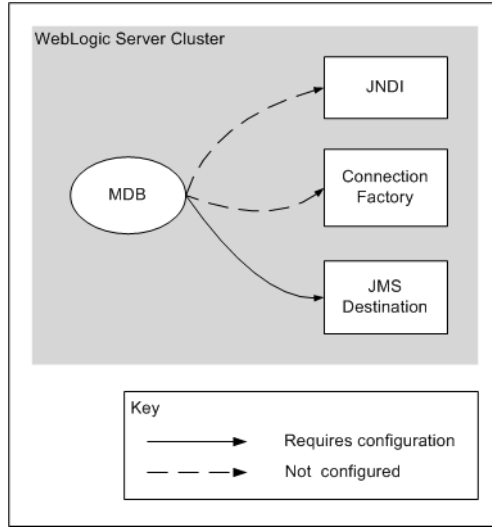 WebLogic Server Cluster
JNDI
MDB
Connection
Factory
JMS
Destination
Key
Requires configuration
Not configured